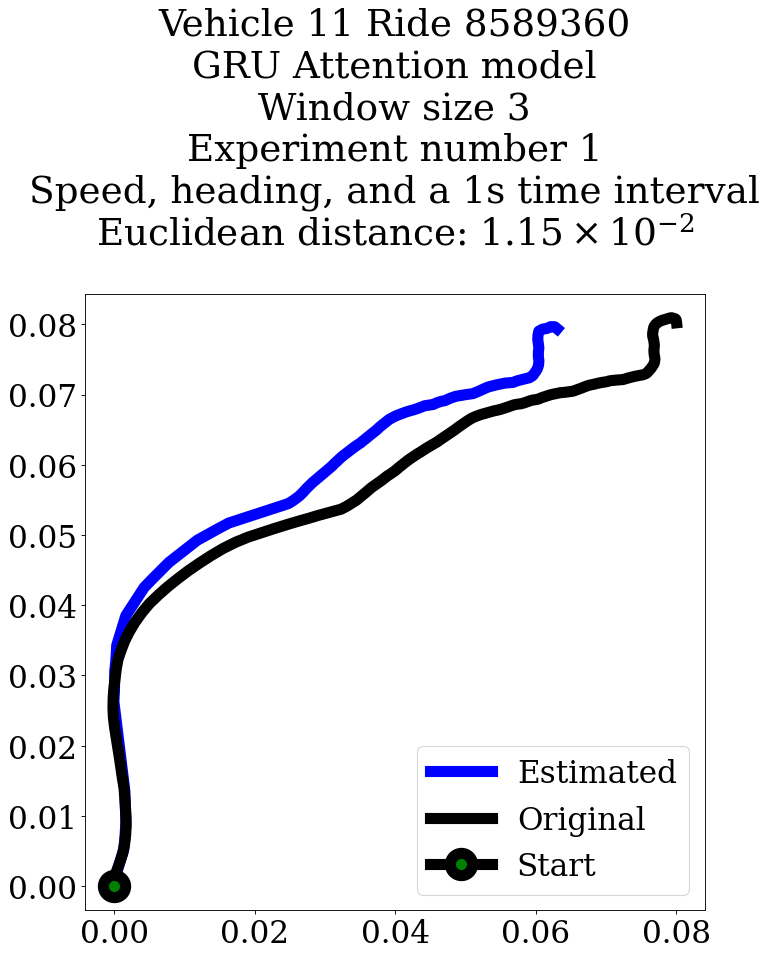 Vehicle 11 Ride 8589360
GRU Attention model
Window size 3
Experiment number 1
Speed, heading, and a 1s time interval
Euclidean distance: 1.15 × 10⁻²
0.08
0.07
0.06
0.05
0.04
0.03
0.02
0.01
0.00
Estimated
Original
Start
0.00 0.02 0.04 0.06 0.08